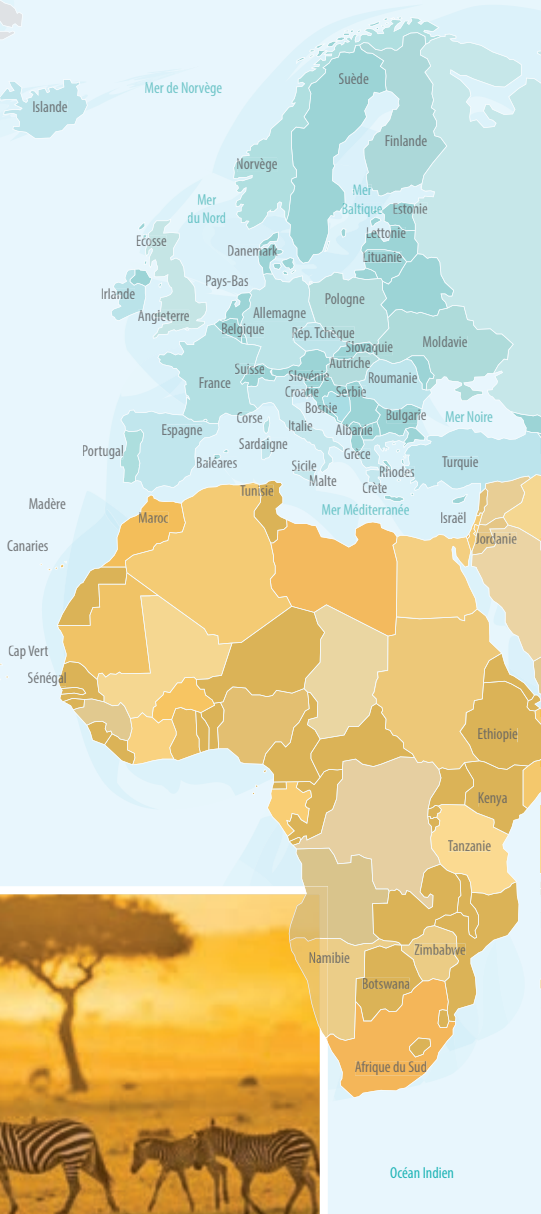 Suède
Mer de Norvège
Islande
Finlande
Norvège
Mer
Baltique
Mer
du Nord
Estonie
Lettonie
Ecosse
Danemark
Lituanie
Pays-Bas
Irlande
Pologne
Allemagne
Angleterre
Belgique
Rép. Tchèque
Moldavie
Slovaquie
Autriche
Suisse
Slovénie
Roumanie
France
Croatie
Serbie
Bosnie
Bulgarie
Mer Noire
Corse
Italie
Espagne
Albanie
Sardaigne
Portugal
Grèce
Baléares
Sicile
Turquie
Rhodes
Malte
Crète
Tunisie
Madère
Mer Méditerranée
Maroc
Israël
Jordanie
Canaries
Cap Vert
Sénégal
Ethiopie
Kenya
Tanzanie
Zimbabwe
Namibie
Botswana
Afrique du Sud
Océan Indien